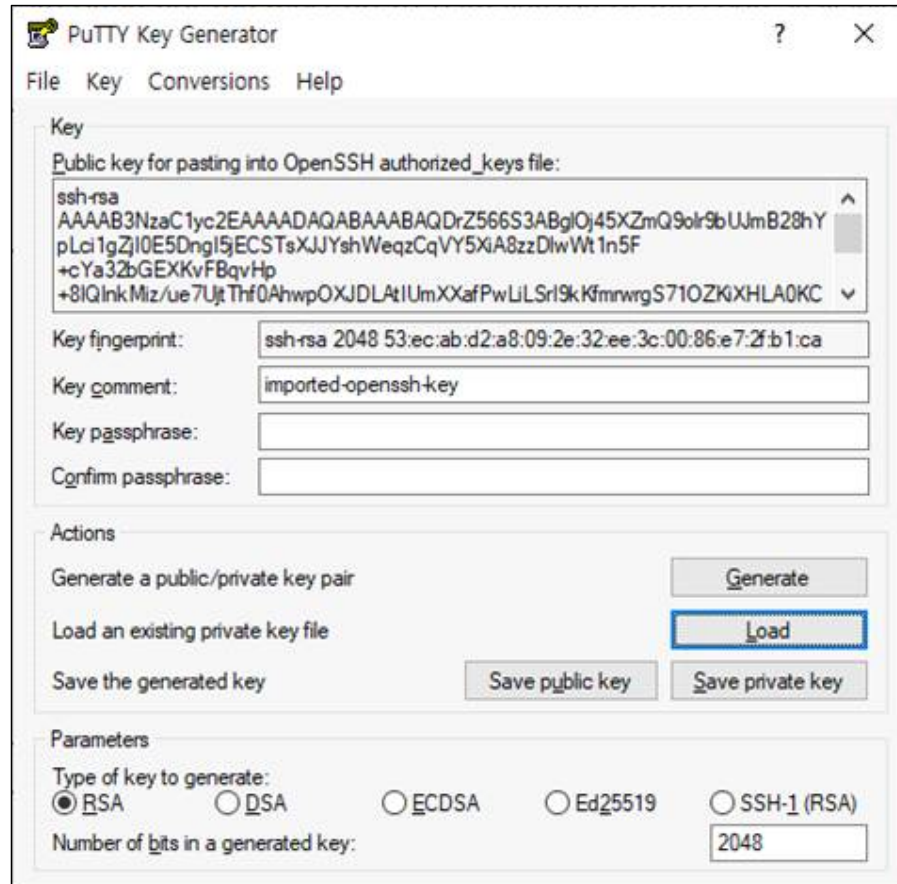 PuTTY Key Generator
? ×
File Key Conversions Help
Key
Public key for pasting into OpenSSH authorized_keys file:
ssh-rsa
AAAAB3NzaC1yc2EAAAADAQABAAABAQDrZ566S3ABglOj45XZmQ9olr9bUJmB28hY
pLci1gZjl0E5DngI5jECSTsXJJYshWeqzCqVY5XiA8zzDlwWt1n5F
+cYa32bGEXKvFBqvHp
+8IQInkMiz/ue7UjtThf0AhwpOXJDLAtIUmXXafPwLiLSrl9kKfmrwrgS71OZKiXHLA0KC
Key fingerprint: ssh-rsa 2048 53:ec:ab:d2:a8:09:2e:32:ee:3c:00:86:e7:2f:b1:ca
Key comment: imported-openssh-key
Key passphrase:
Confirm passphrase:
Actions
Generate a public/private key pair Generate
Load an existing private key file Load
Save the generated key Save public key Save private key
Parameters
Type of key to generate:
RSA DSA ECDSA Ed25519 SSH-1 (RSA)
Number of bits in a generated key: 2048